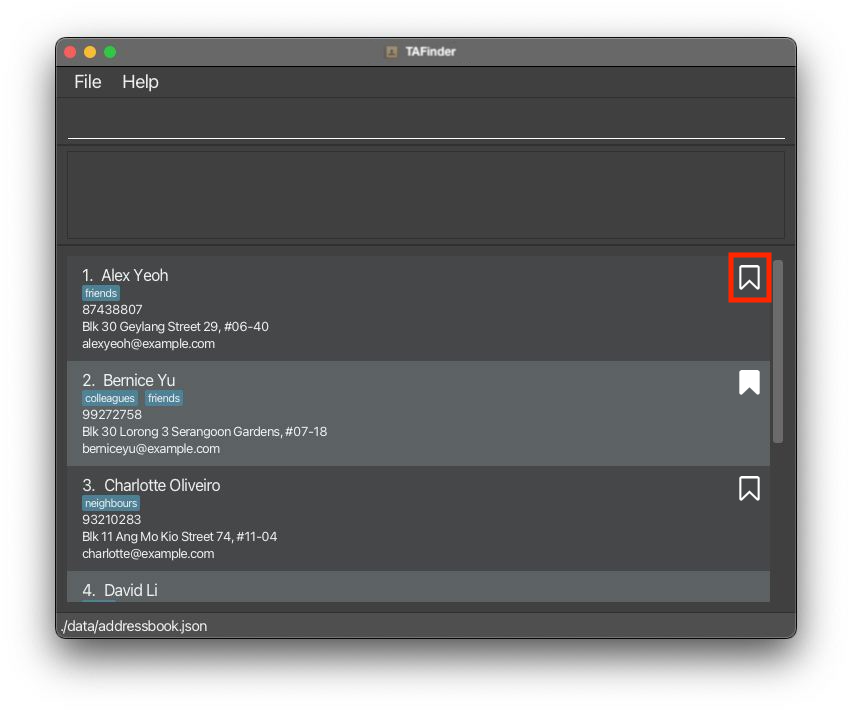 TAFinder
File Help
1. Alex Yeoh
friends
87438807
Blk 30 Geylang Street 29, #06-40
alexyeoh@example.com
2. Bernice Yu
colleagues friends
99272758
Blk 30 Lorong 3 Serangoon Gardens, #07-18
berniceyu@example.com
3. Charlotte Oliveiro
neighbours
93210283
Blk 11 Ang Mo Kio Street 74, #11-04
charlotte@example.com
4. David Li
./data/addressbook.json